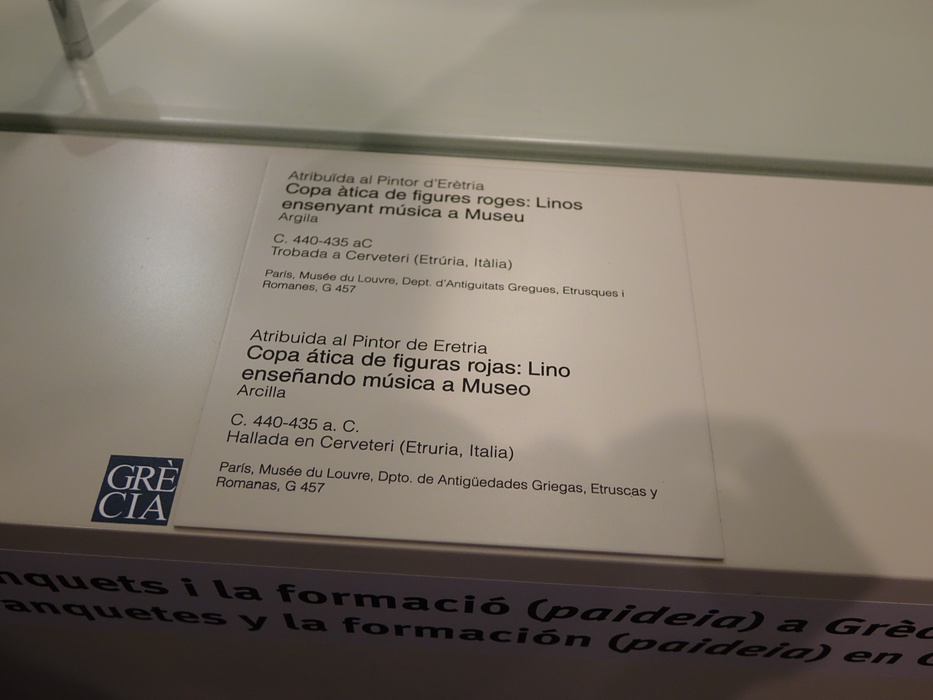 Atribuïda al Pintor d'Erètria
Copa àtica de figures roges: Linos
ensenyant música a Museu
Argila
C. 440-435 aC
Trobada a Cerveteri (Etrúria, Itàlia)
París, Musée du Louvre, Dept. d'Antiguitats Gregues, Etrusques i
Romanes, G 457
Atribuida al Pintor de Eretria
Copa ática de figuras rojas: Lino
enseñando música a Museo
Arcilla
C. 440-435 a. C.
Hallada en Cerveteri (Etruria, Italia)
París, Musée du Louvre, Dpto. de Antigüedades Griegas, Etruscas y
Romanas, G 457
GRÈ
CIA
nquets i la formació (paideia) a Grè
anquetes y la formación (paideia) en